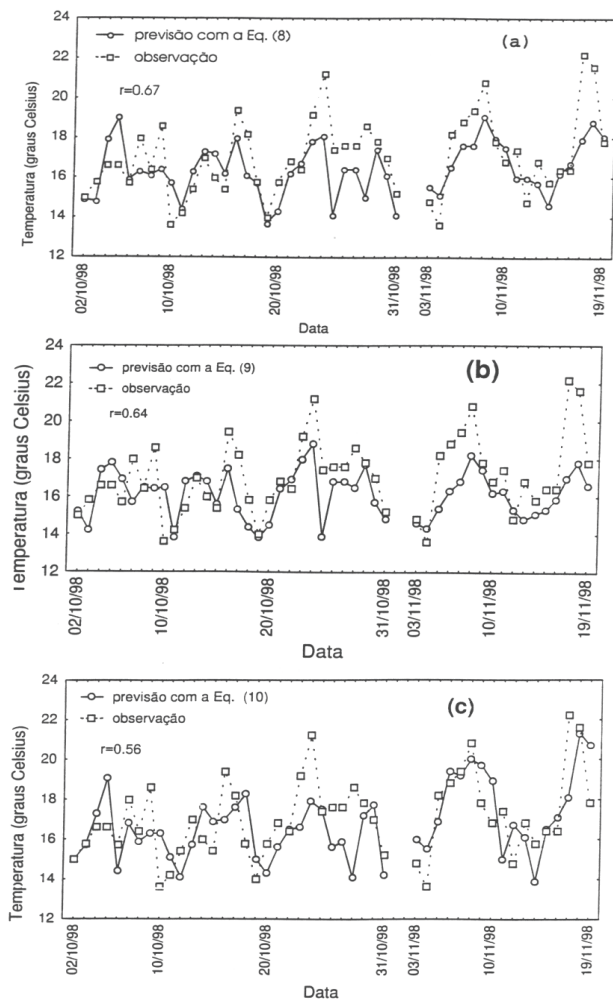 24
22
20
18
16
14
12
Temperatura (graus Celsius)
previsão com a Eq. (8)
observação
r=0.67
(a)
02/10/98
10/10/98
20/10/98
31/10/98
03/11/98
10/11/98
19/11/98
Data
24
22
20
18
16
14
12
Temperatura (graus Celsius)
previsão com a Eq. (9)
observação
r=0.64
(b)
02/10/98
10/10/98
20/10/98
31/10/98
03/11/98
10/11/98
19/11/98
Data
24
22
20
18
16
14
12
Temperatura (graus Celsius)
previsão com a Eq. (10)
observação
r=0.56
(c)
02/10/98
10/10/98
20/10/98
31/10/98
03/11/98
10/11/98
19/11/98
Data